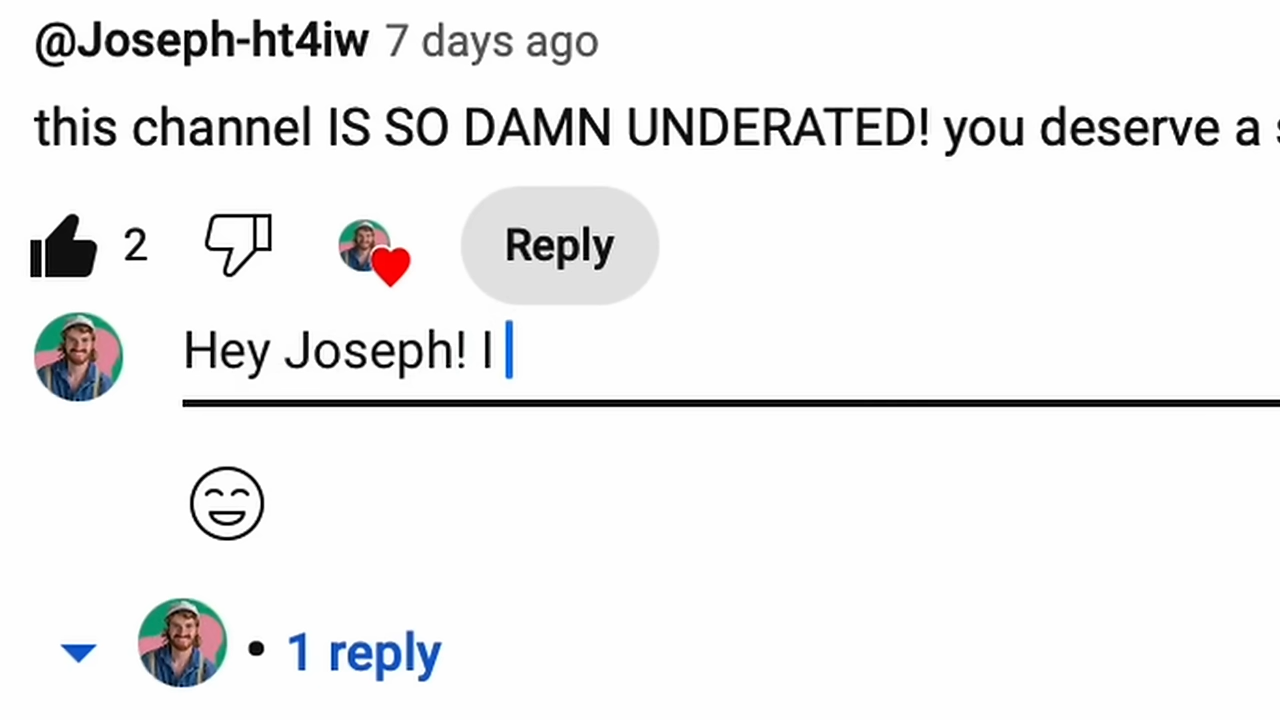 @Joseph-ht4iw 7 days ago
this channel IS SO DAMN UNDERATED! you deserve a
2
Reply
Hey Joseph! I
• 1 reply